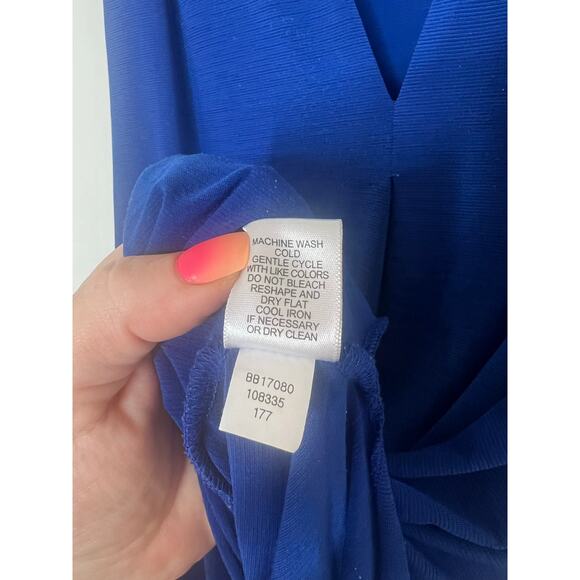 MACHINE WASH
COLD
GENTLE CYCLE
WITH LIKE COLORS
DO NOT BLEACH
RESHAPE AND
DRY FLAT
COOL IRON
IF NECESSARY
OR DRY CLEAN
BB17080
108335
177